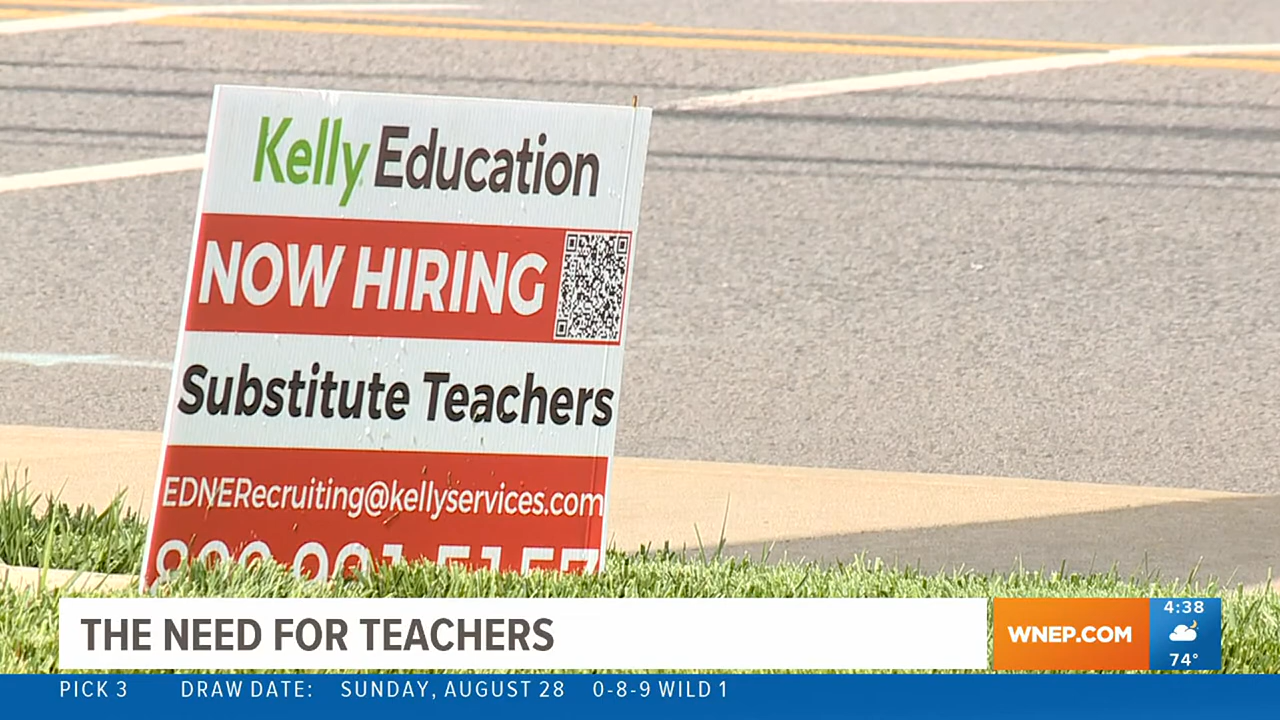 Kelly Education
NOW HIRING
Substitute Teachers
EDNERecruiting@kellyservices.com
THE NEED FOR TEACHERS
WNEP.COM
4:38
74°
PICK 3 DRAW DATE: SUNDAY, AUGUST 28 0-8-9 WILD 1